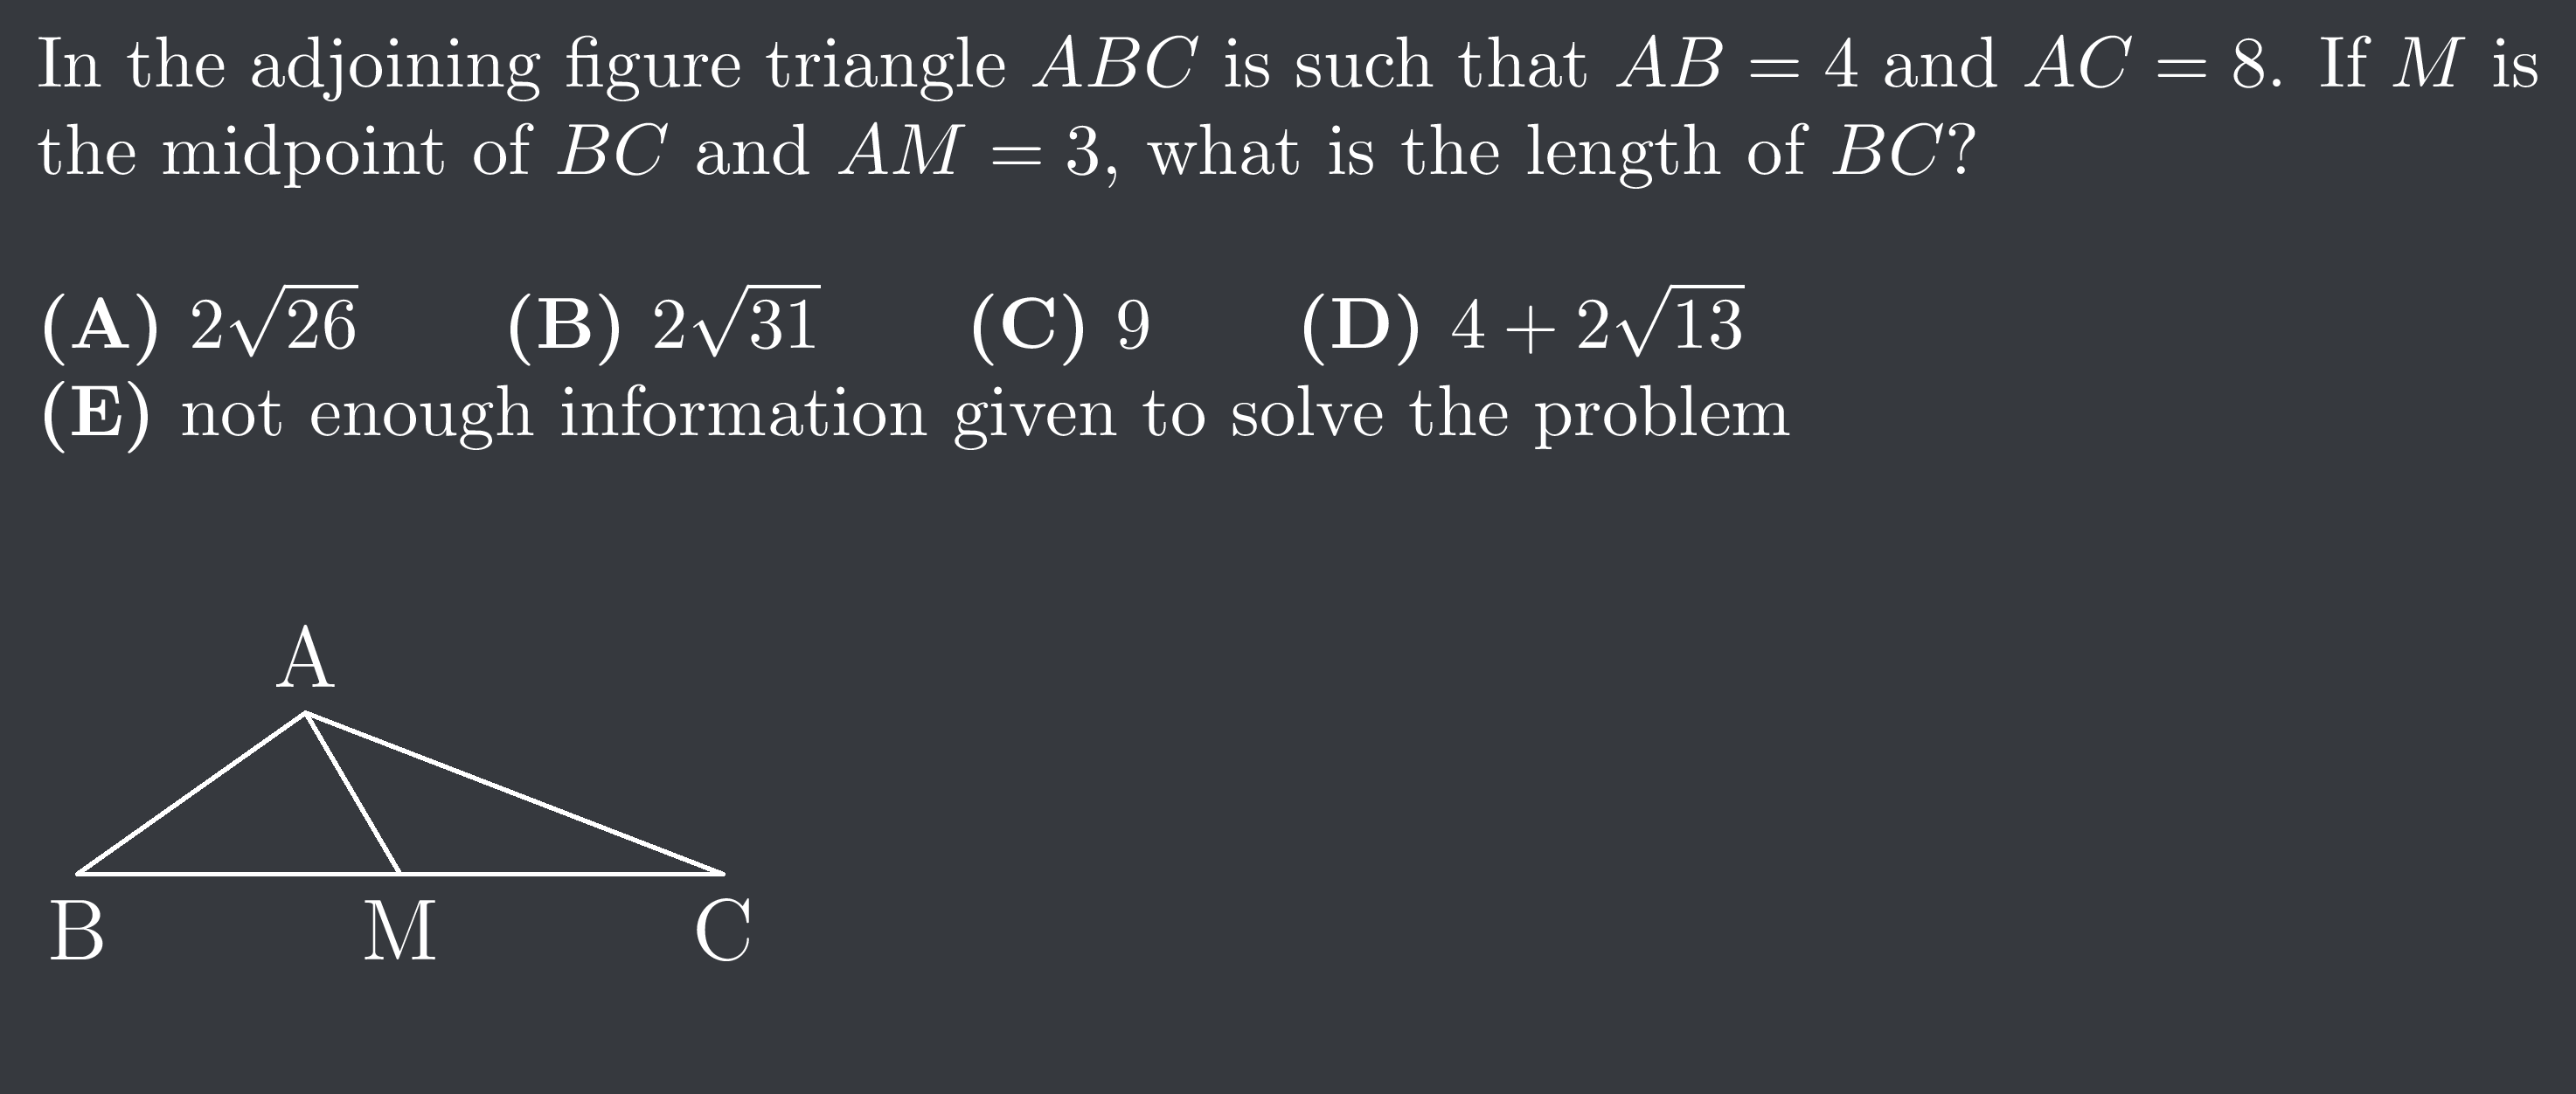 In the adjoining figure triangle $ABC$ is such that $AB = 4$ and $AC = 8$. If $M$ is
the midpoint of $BC$ and $AM = 3$, what is the length of $BC$?
(A) $2\sqrt{26}$ (B) $2\sqrt{31}$ (C) $9$ (D) $4 + 2\sqrt{13}$
(E) not enough information given to solve the problem
A
B M C